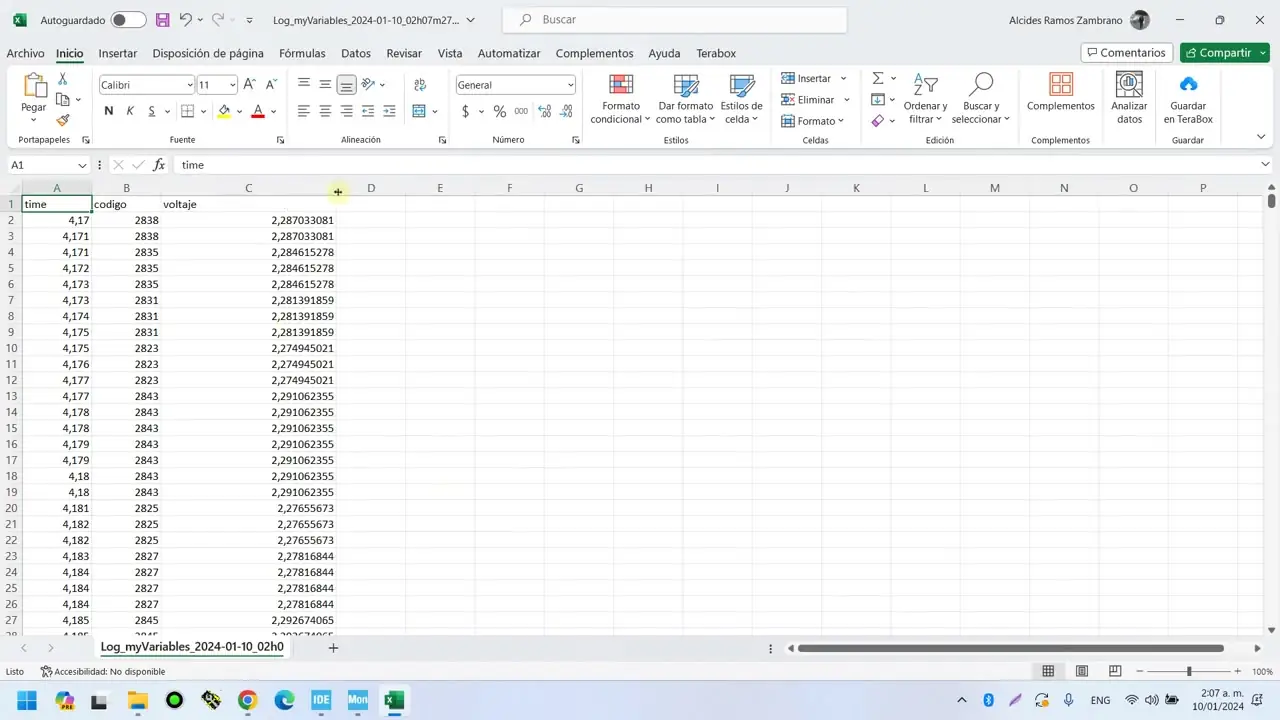 Autoguardado
Log_myVariables_2024-01-10_02h07m27...
Buscar
Alcides Ramos Zambrano
Archivo Inicio Insertar Disposición de página Fórmulas Datos Revisar Vista Automatizar Complementos Ayuda Terabox
Comentarios Compartir
Pegar
Portapapeles
Calibri 11
N K S
Fuente
Alineación
General
$ % 000
Número
Formato condicional
Dar formato como tabla
Estilos de celda
Estilos
Insertar
Eliminar
Formato
Celdas
Ordenar y filtrar
Buscar y seleccionar
Edición
Complementos
Complementos
Analizar datos
Guardar en TeraBox
Guardar
A1 fx time
A B C D E F G H I J K L M N O P
1 time codigo voltaje
2 4,17 2838 2,287033081
3 4,171 2838 2,287033081
4 4,171 2835 2,284615278
5 4,172 2835 2,284615278
6 4,173 2835 2,284615278
7 4,173 2831 2,281391859
8 4,174 2831 2,281391859
9 4,175 2831 2,281391859
10 4,175 2823 2,274945021
11 4,176 2823 2,274945021
12 4,177 2823 2,274945021
13 4,177 2843 2,291062355
14 4,178 2843 2,291062355
15 4,178 2843 2,291062355
16 4,179 2843 2,291062355
17 4,179 2843 2,291062355
18 4,18 2843 2,291062355
19 4,18 2843 2,291062355
20 4,181 2825 2,27655673
21 4,182 2825 2,27655673
22 4,182 2825 2,27655673
23 4,183 2827 2,27816844
24 4,184 2827 2,27816844
25 4,184 2827 2,27816844
26 4,184 2827 2,27816844
27 4,185 2845 2,292674065
28 4,185 2845 2,292674065
Log_myVariables_2024-01-10_02h0
Listo Accesibilidad: No disponible 100%
IDE Mon
ENG
2:07 a. m.
10/01/2024